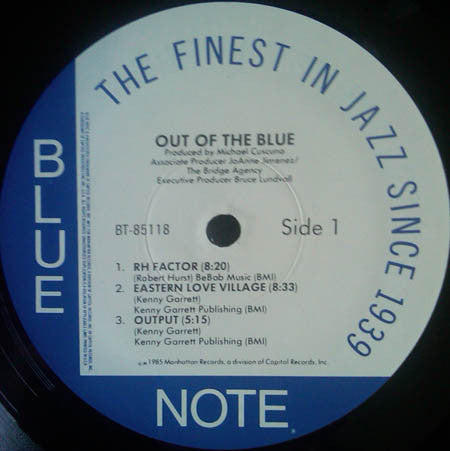 THE FINEST IN JAZZ SINCE 1939
BLUE
OUT OF THE BLUE
Produced by Michael Cuscuna
Associate Producer JoAnne Jimenez/
The Bridge Agency
Executive Producer Bruce Lundvall
BT-85118
Side 1
1. RH FACTOR (8:20)
(Robert Hurst) BeBob Music (BMI)
2. EASTERN LOVE VILLAGE (8:33)
(Kenny Garrett)
Kenny Garrett Publishing (BMI)
3. OUTPUT (5:15)
(Kenny Garrett)
Kenny Garrett Publishing (BMI)
1985 Manhattan Records, a division of Capitol Records, Inc.
NOTE